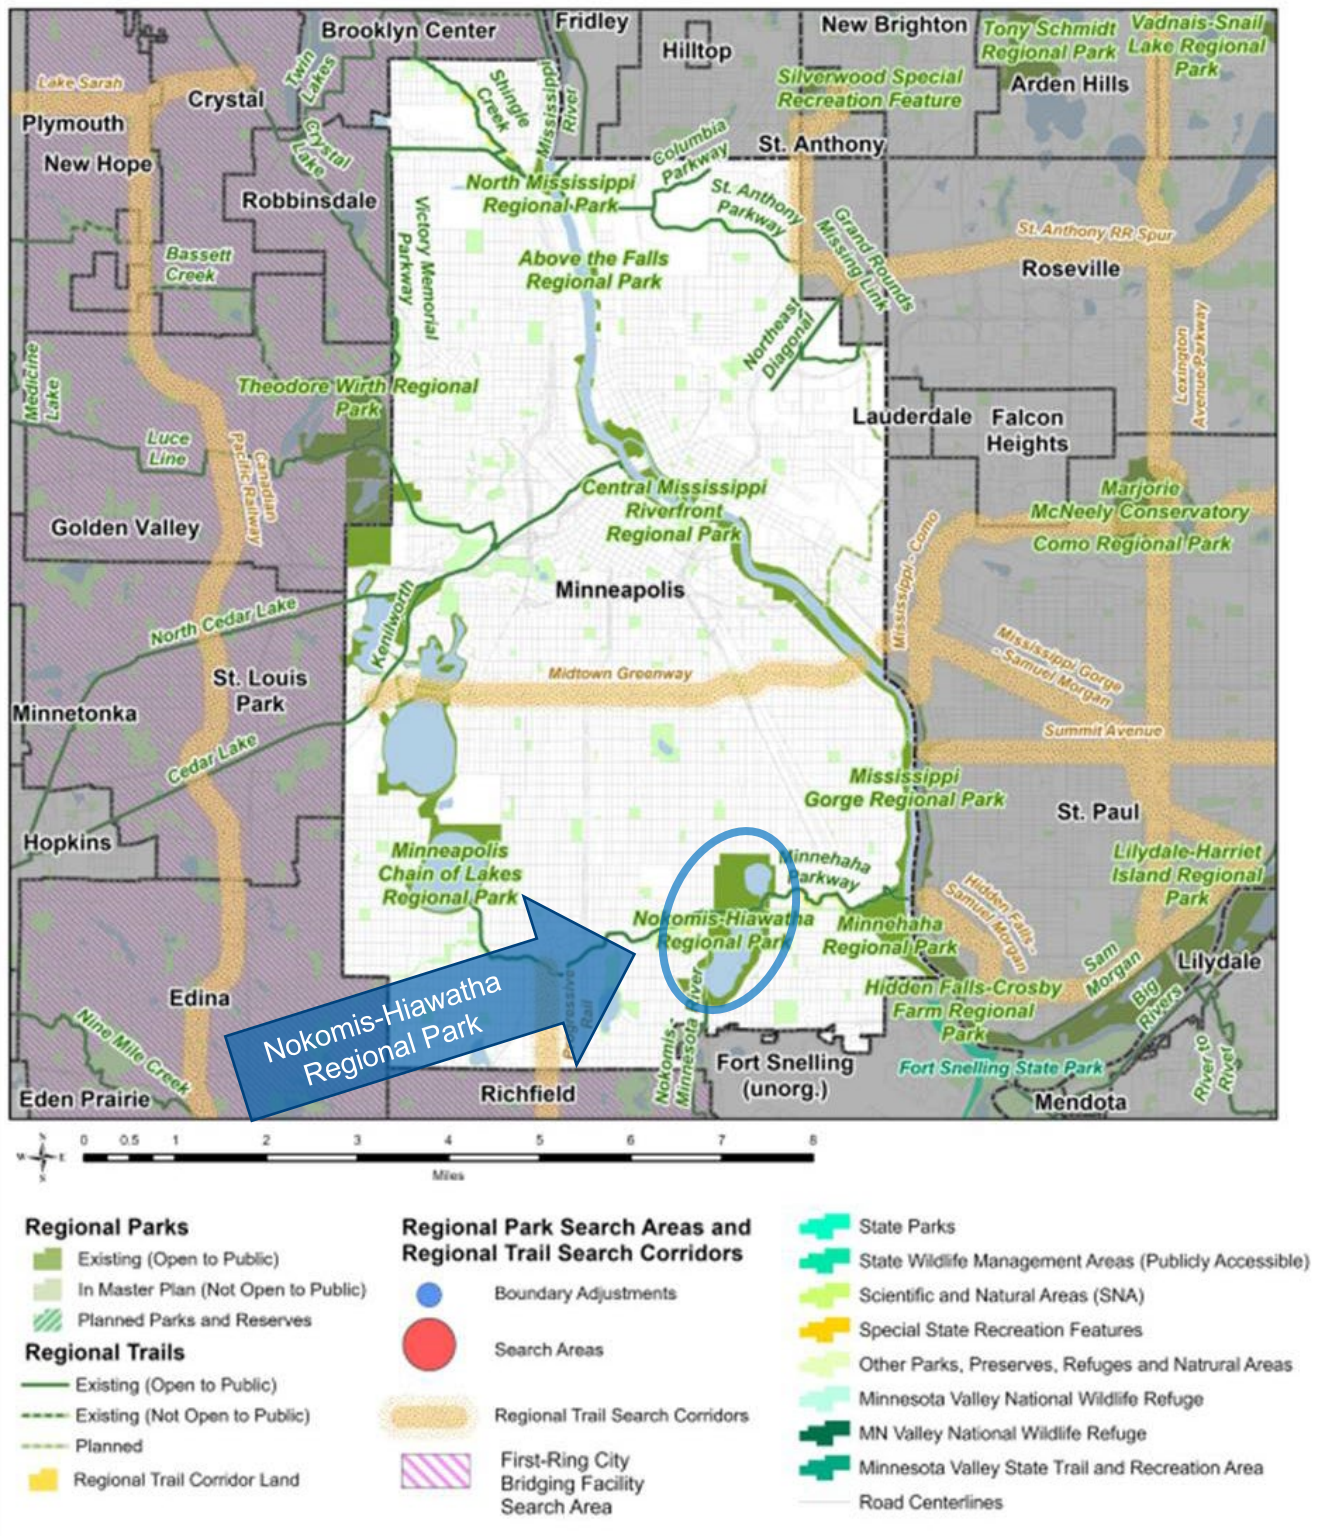 Brooklyn Center
Fridley
Hilltop
New Brighton
Tony Schmidt
Regional Park
Vadnais-Snail
Lake Regional
Park
Arden Hills
Silverwood Special
Recreation Feature
Lake Sarah
Crystal
Twin
Lakes
Shingle
Creek
River
Plymouth
New Hope
Crystal
Lake
Columbia
Parkway
St. Anthony
Robbinsdale
North Mississippi
Regional Park
St. Anthony
Parkway
Victory Memorial
Parkway
Grand Rounds
Missing Link
St. Anthony RR Spur
Roseville
Bassett
Creek
Above the Falls
Regional Park
Northeast
Diagonal
Lexington
Avenue Parkway
Medicine
Lake
Theodore Wirth Regional
Park
Lauderdale
Falcon
Heights
Luce
Line
Canadian
Pacific Railway
Central Mississippi
Riverfront
Regional Park
Marjorie
McNeely Conservatory
Como Regional Park
Golden Valley
Mississippi - Como
Minneapolis
Kenilworth
North Cedar Lake
Mississippi Gorge
- Samuel Morgan
St. Louis
Park
Midtown Greenway
Minnetonka
Summit Avenue
Cedar Lake
Mississippi
Gorge Regional Park
St. Paul
Hopkins
Minneapolis
Chain of Lakes
Regional Park
Minnehaha
Parkway
Lilydale-Harriet
Island Regional
Park
Hidden Falls -
Samuel Morgan
Nokomis-Hiawatha
Regional Park
Minnehaha
Regional Park
Sam
Morgan
Lilydale
Edina
Nokomis-Hiawatha
Regional Park
Rail
Hidden Falls-Crosby
Farm Regional
Park
Big
Rivers
Nine Mile Creek
Nokomis-
Minnesota River
Fort Snelling
(unorg.)
Fort Snelling State Park
River to
River
Eden Prairie
Richfield
Mendota
N
W E
S
0 0.5 1 2 3 4 5 6 7 8
Miles
Regional Parks
Existing (Open to Public)
In Master Plan (Not Open to Public)
Planned Parks and Reserves
Regional Trails
Existing (Open to Public)
Existing (Not Open to Public)
Planned
Regional Trail Corridor Land
Regional Park Search Areas and
Regional Trail Search Corridors
Boundary Adjustments
Search Areas
Regional Trail Search Corridors
First-Ring City
Bridging Facility
Search Area
State Parks
State Wildlife Management Areas (Publicly Accessible)
Scientific and Natural Areas (SNA)
Special State Recreation Features
Other Parks, Preserves, Refuges and Natrural Areas
Minnesota Valley National Wildlife Refuge
MN Valley National Wildlife Refuge
Minnesota Valley State Trail and Recreation Area
Road Centerlines